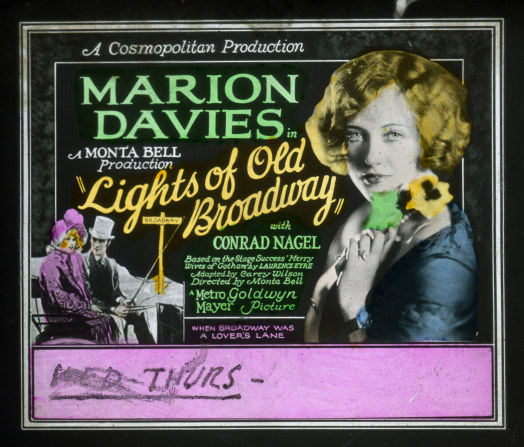 A Cosmopolitan Production
MARION
DAVIES in
A MONTA BELL
Production
"Lights of Old
Broadway"
BROADWAY
with
CONRAD NAGEL
Based on the Stage Success "Merry
Wives of Gotham" by LAURENCE EYRE
Adapted by Carey Wilson
Directed by Monta Bell
A Metro Goldwyn
Mayer Picture
WHEN BROADWAY WAS
A LOVER'S LANE
WED-THURS-